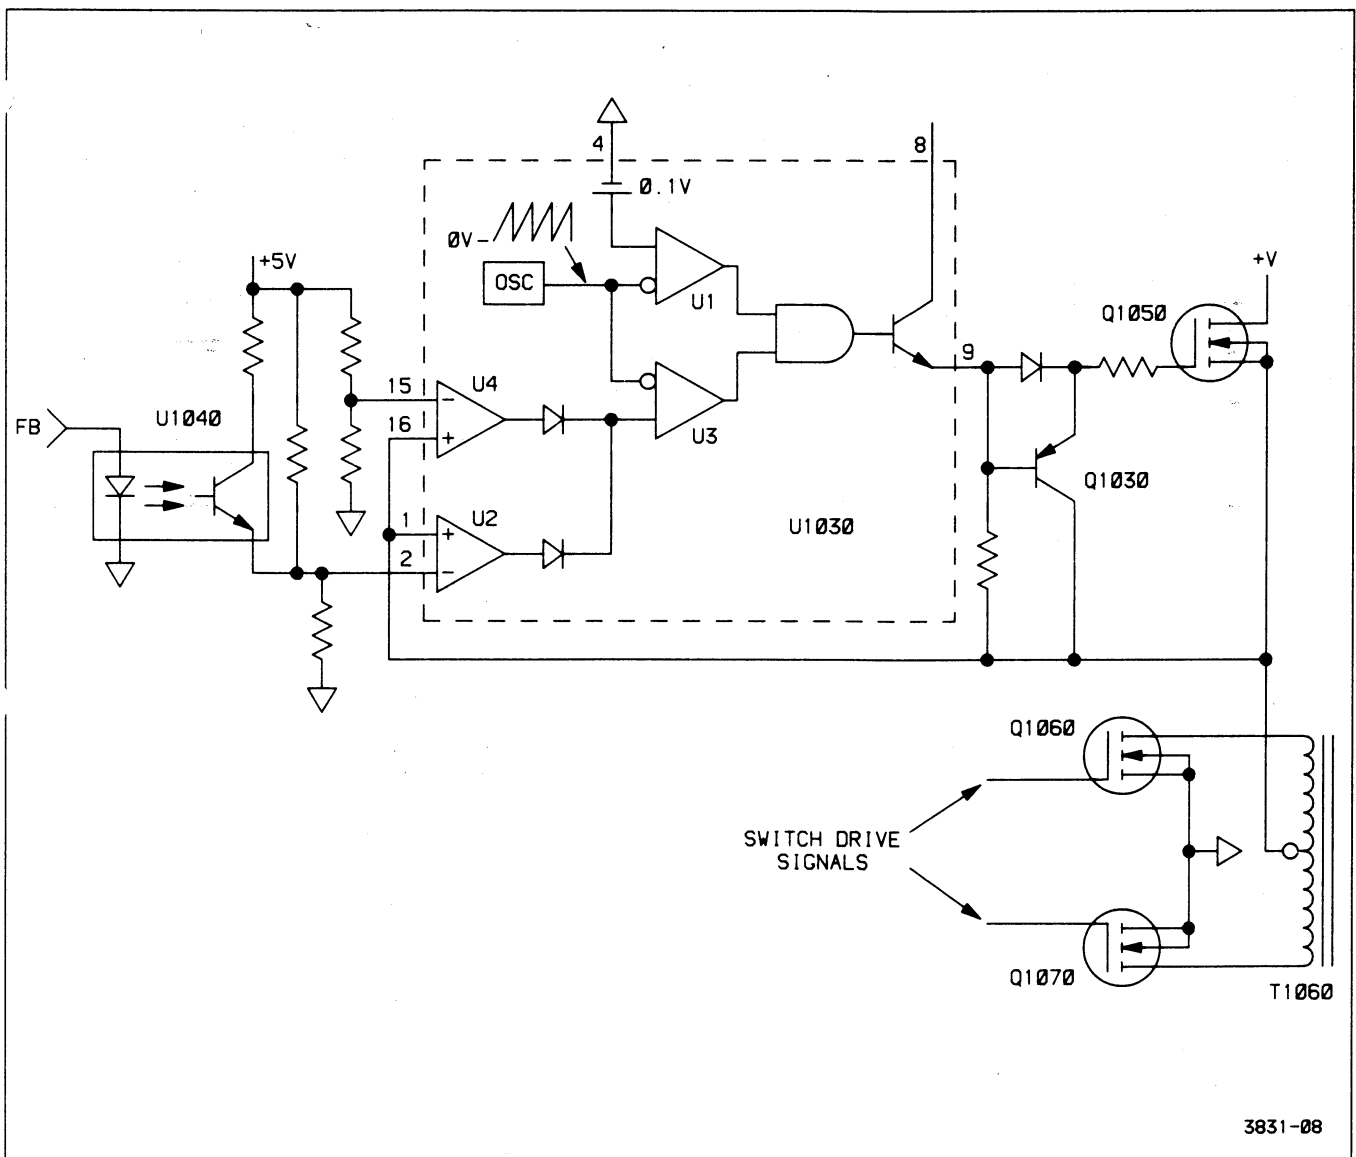 4
8
0.1V
0V-
+5V
OSC
U1
+V
Q1050
9
15
U4
16
U3
FB
U1040
Q1030
1
U2
2
U1030
Q1060
SWITCH DRIVE
SIGNALS
Q1070
T1060
3831-08